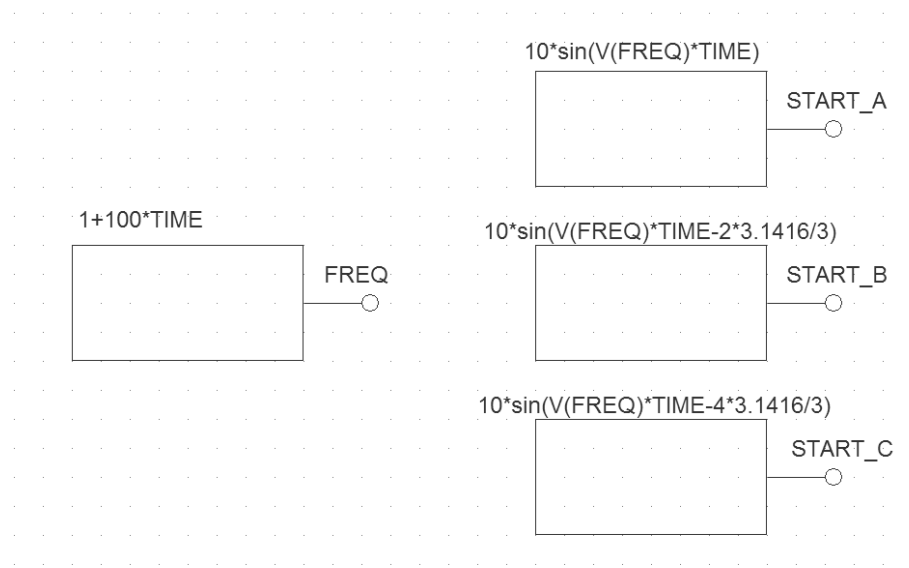 10*sin(V(FREQ)*TIME)
START_A
1+100*TIME
FREQ
10*sin(V(FREQ)*TIME-2*3.1416/3)
START_B
10*sin(V(FREQ)*TIME-4*3.1416/3)
START_C